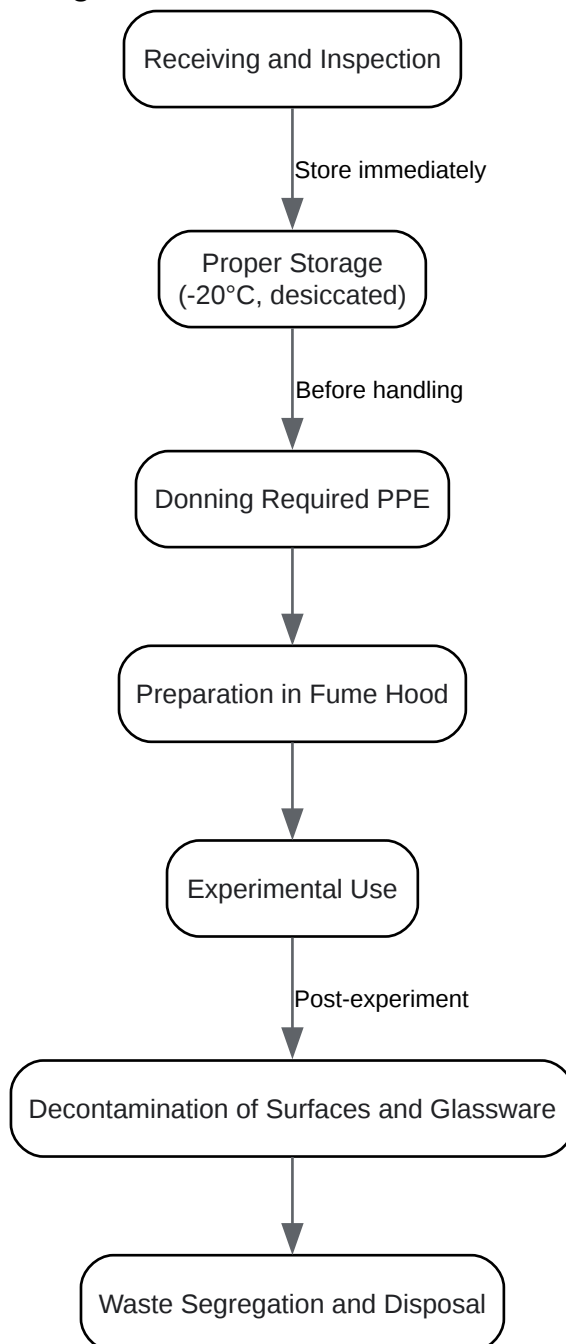 Receiving and Inspection
Store immediately
Proper Storage
(-20°C, desiccated)
Before handling
Donning Required PPE
Preparation in Fume Hood
Experimental Use
Post-experiment
Decontamination of Surfaces and Glassware
Waste Segregation and Disposal